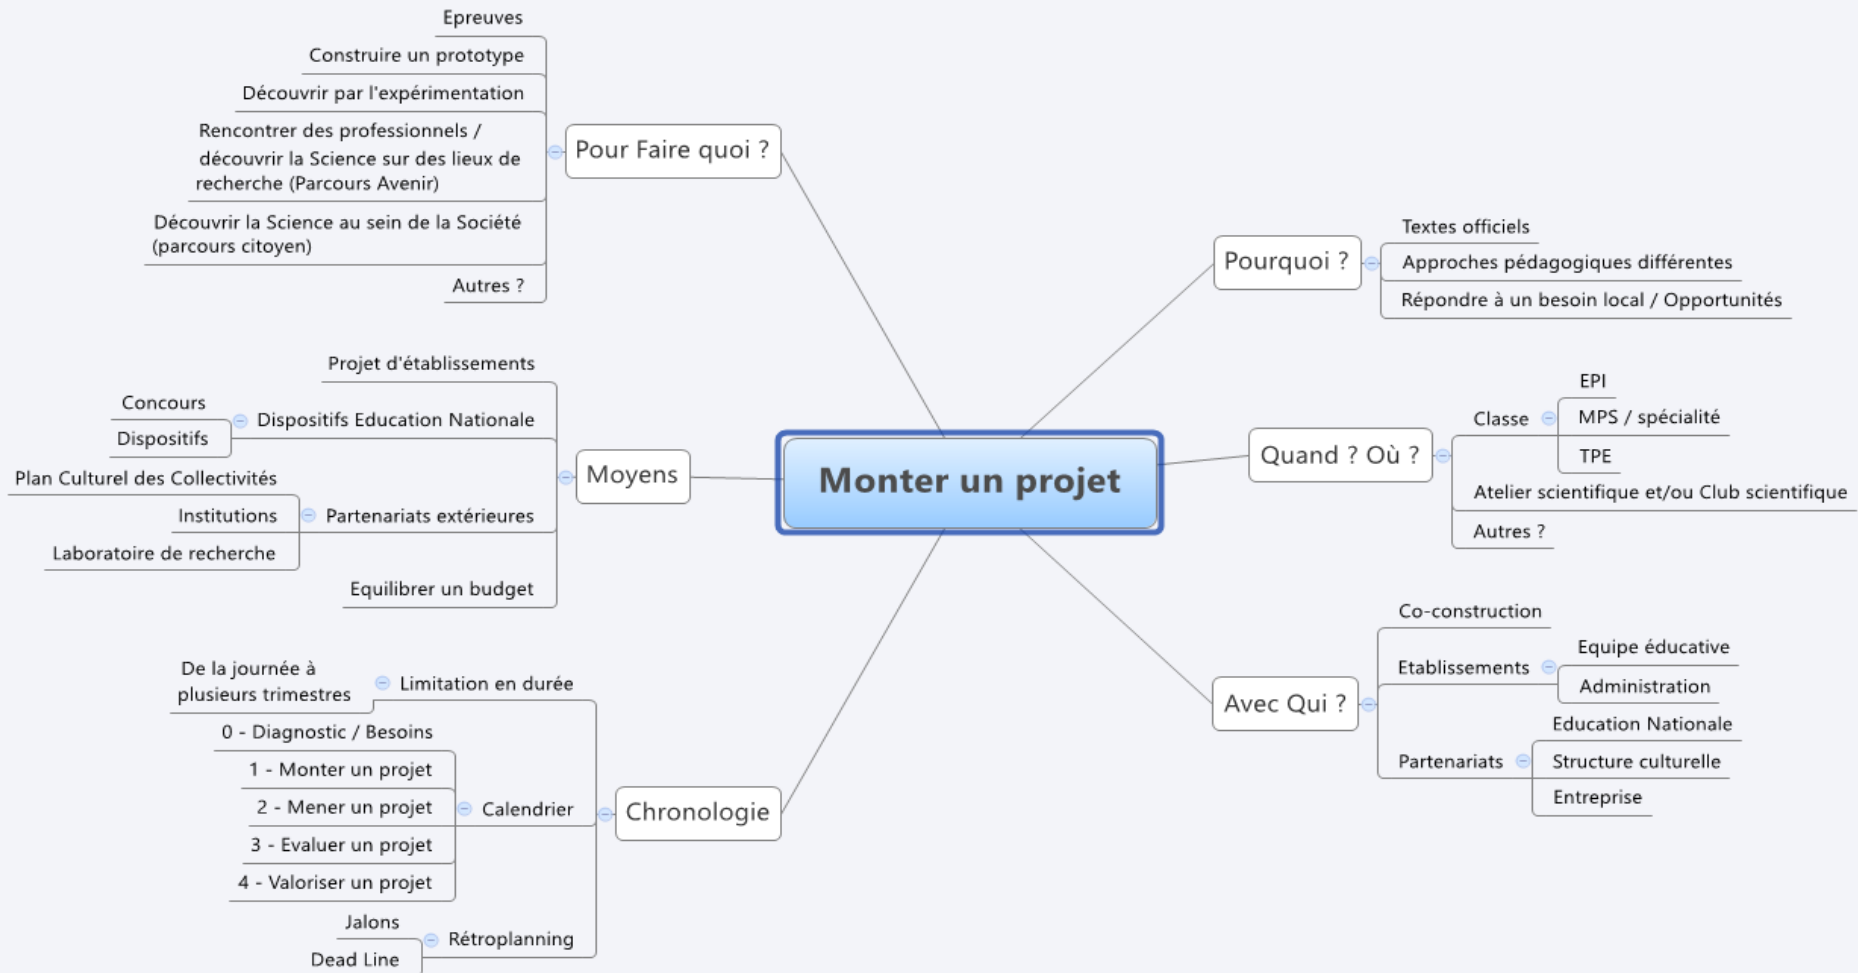 Monter un projet
Pour Faire quoi ?
Epreuves
Construire un prototype
Découvrir par l'expérimentation
Rencontrer des professionnels /
découvrir la Science sur des lieux de
recherche (Parcours Avenir)
Découvrir la Science au sein de la Société
(parcours citoyen)
Autres ?
Moyens
Projet d'établissements
Dispositifs Education Nationale
Concours
Dispositifs
Partenariats extérieures
Plan Culturel des Collectivités
Institutions
Laboratoire de recherche
Equilibrer un budget
Chronologie
Limitation en durée
De la journée à
plusieurs trimestres
Calendrier
0 - Diagnostic / Besoins
1 - Monter un projet
2 - Mener un projet
3 - Evaluer un projet
4 - Valoriser un projet
Rétroplanning
Jalons
Dead Line
Pourquoi ?
Textes officiels
Approches pédagogiques différentes
Répondre à un besoin local / Opportunités
Quand ? Où ?
Classe
EPI
MPS / spécialité
TPE
Atelier scientifique et/ou Club scientifique
Autres ?
Avec Qui ?
Co-construction
Etablissements
Equipe éducative
Administration
Partenariats
Education Nationale
Structure culturelle
Entreprise